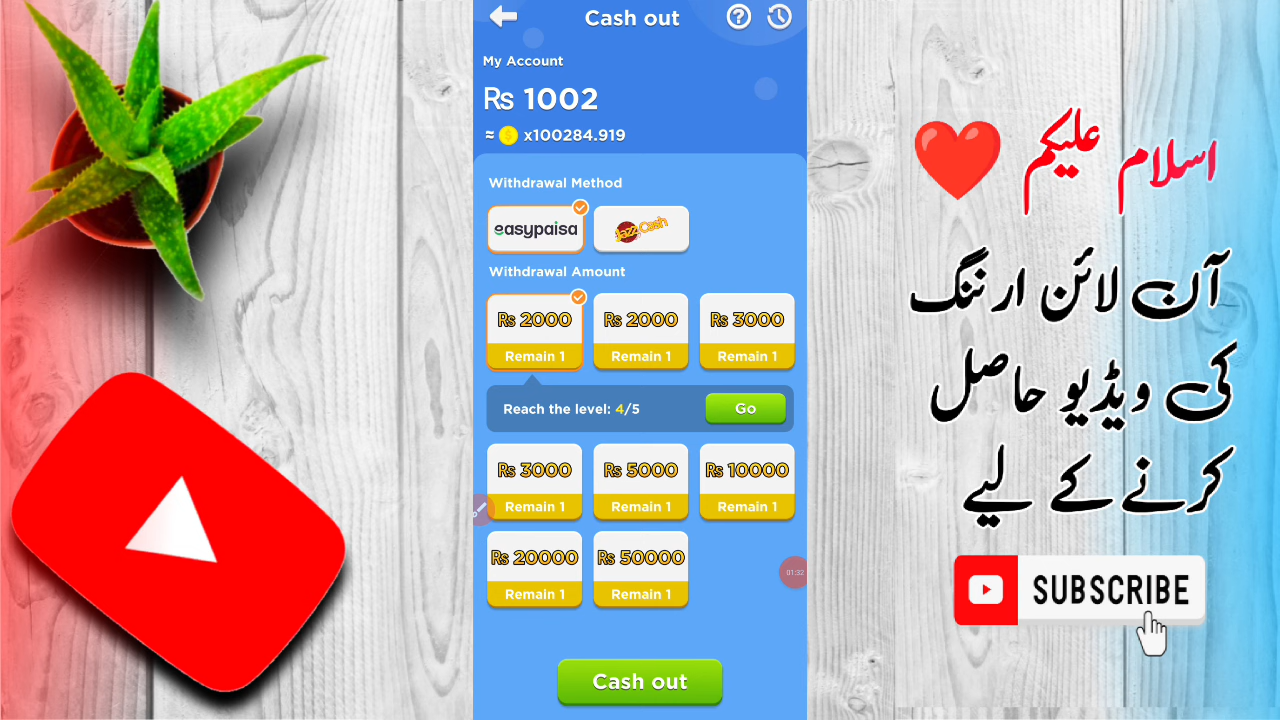 Cash out
My Account
Rs 1002
≈ x100284.919
Withdrawal Method
easypaisa JazzCash
Withdrawal Amount
Rs 2000 Rs 2000 Rs 3000
Remain 1 Remain 1 Remain 1
Reach the level: 4/5 Go
Rs 3000 Rs 5000 Rs 10000
Remain 1 Remain 1 Remain 1
Rs 20000 Rs 50000
Remain 1 Remain 1
01:32
Cash out
اسلام علیکم
آن لائن ارننگ
کی ویڈیو حاصل
کرنے کے لیے
SUBSCRIBE